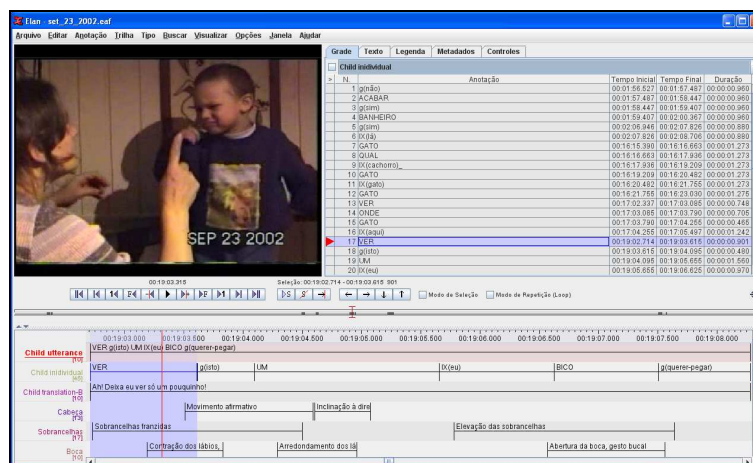 Elan - set_23_2002.eaf
Arquivo Editar Anotação Trilha Tipo Buscar Visualizar Opções Janela Ajudar
Grade Texto Legenda Metadados Controles
Child inidividual
> N. Anotação Tempo Inicial Tempo Final Duração
1 g(não) 00:01:56.527 00:01:57.487 00:00:00.960
2 ACABAR 00:01:57.487 00:01:58.447 00:00:00.960
3 g(sim) 00:01:58.447 00:01:59.407 00:00:00.960
4 BANHEIRO 00:01:59.407 00:02:00.367 00:00:00.960
5 g(sim) 00:02:06.946 00:02:07.826 00:00:00.880
6 IX(lá) 00:02:07.826 00:02:08.706 00:00:00.880
7 GATO 00:16:15.390 00:16:16.663 00:00:01.273
8 QUAL 00:16:16.663 00:16:17.936 00:00:01.273
9 IX(cachorro)_ 00:16:17.936 00:16:19.209 00:00:01.273
10 GATO 00:16:19.209 00:16:20.482 00:00:01.273
11 IX(gato) 00:16:20.482 00:16:21.755 00:00:01.273
12 GATO 00:16:21.755 00:16:23.030 00:00:01.275
13 VER 00:17:02.337 00:17:03.085 00:00:00.748
14 ONDE 00:17:03.085 00:17:03.790 00:00:00.705
15 GATO 00:17:03.790 00:17:04.255 00:00:00.465
16 IX(aqui) 00:17:04.255 00:17:05.497 00:00:01.242
17 VER 00:19:02.714 00:19:03.615 00:00:00.901
18 g(isto) 00:19:03.615 00:19:04.095 00:00:00.480
19 UM 00:19:04.095 00:19:05.655 00:00:01.560
20 IX(eu) 00:19:05.655 00:19:06.625 00:00:00.970
SEP 23 2002
00:19:03.315 Seleção: 00:19:02.714 - 00:19:03.615 901
Modo de Seleção Modo de Repetição (Loop)
00:19:03.000 00:19:03.500 00:19:04.000 00:19:04.500 00:19:05.000 00:19:05.500 00:19:06.000 00:19:06.500 00:19:07.000 00:19:07.500 00:19:08.000
Child utterance VER g(isto) UM IX(eu) BICO g(querer-pegar)
[10]
Child inidividual VER g(isto) UM IX(eu) BICO g(querer-pegar)
Child translation-B Ah! Deixa eu ver só um pouquinho!
[10]
Cabeça Movimento afirmativo Inclinação à dire
[13]
Sobrancelhas Sobrancelhas franzidas Elevação das sobrancelhas
[17]
Boca Contração dos lábios, Arredondamento dos lá Abertura da boca, gesto bucal
[10]